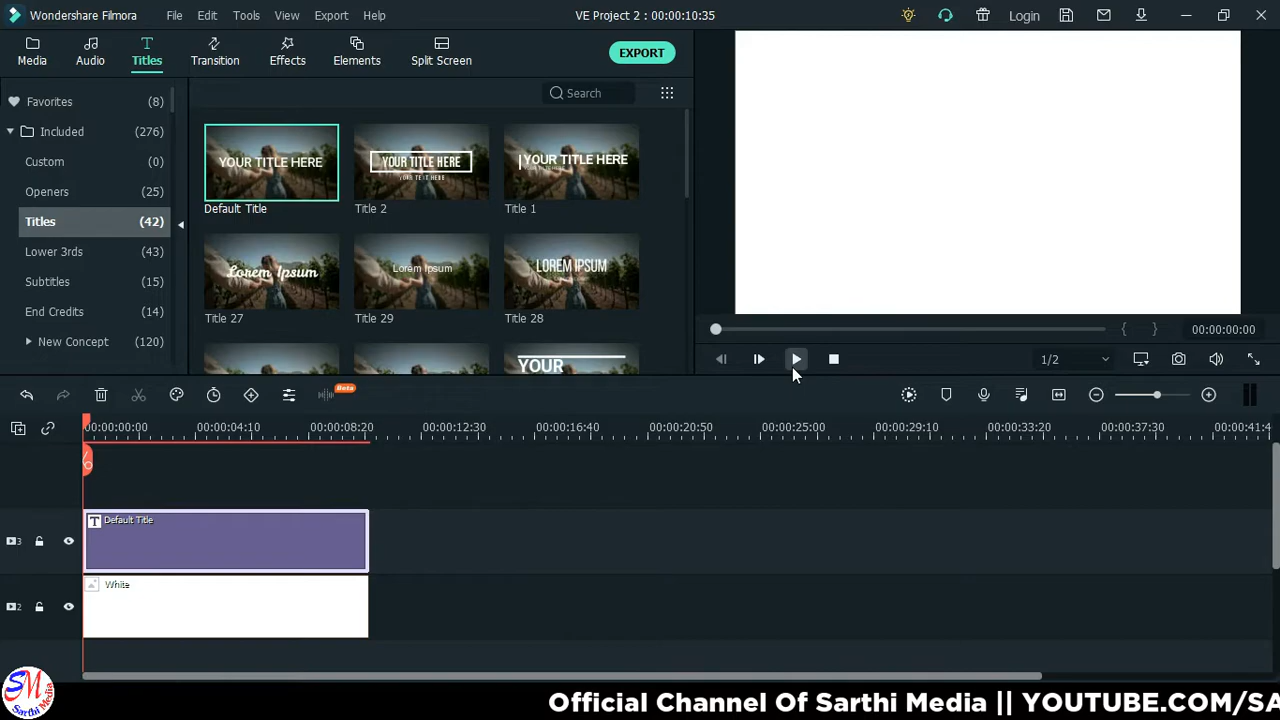 Wondershare Filmora File Edit Tools View Export Help VE Project 2 : 00:00:10:35 Login
Media Audio Titles Transition Effects Elements Split Screen EXPORT
Favorites (8) Search
Included (276)
Custom (0)
Openers (25)
Titles (42)
Lower 3rds (43)
Subtitles (15)
End Credits (14)
New Concept (120)
YOUR TITLE HERE
Default Title
YOUR TITLE HERE
YOUR TEXT HERE
Title 2
YOUR TITLE HERE
Title 1
Lorem Ipsum
Title 27
Lorem Ipsum
Title 29
LOREM IPSUM
Title 28
YOUR
{ } 00:00:00:00
1/2
Beta
00:00:00:00 00:00:04:10 00:00:08:20 00:00:12:30 00:00:16:40 00:00:20:50 00:00:25:00 00:00:29:10 00:00:33:20 00:00:37:30 00:00:41:4
T Default Title
3
White
2
SM
Sarthi Media
Official Channel Of Sarthi Media || YOUTUBE.COM/SA